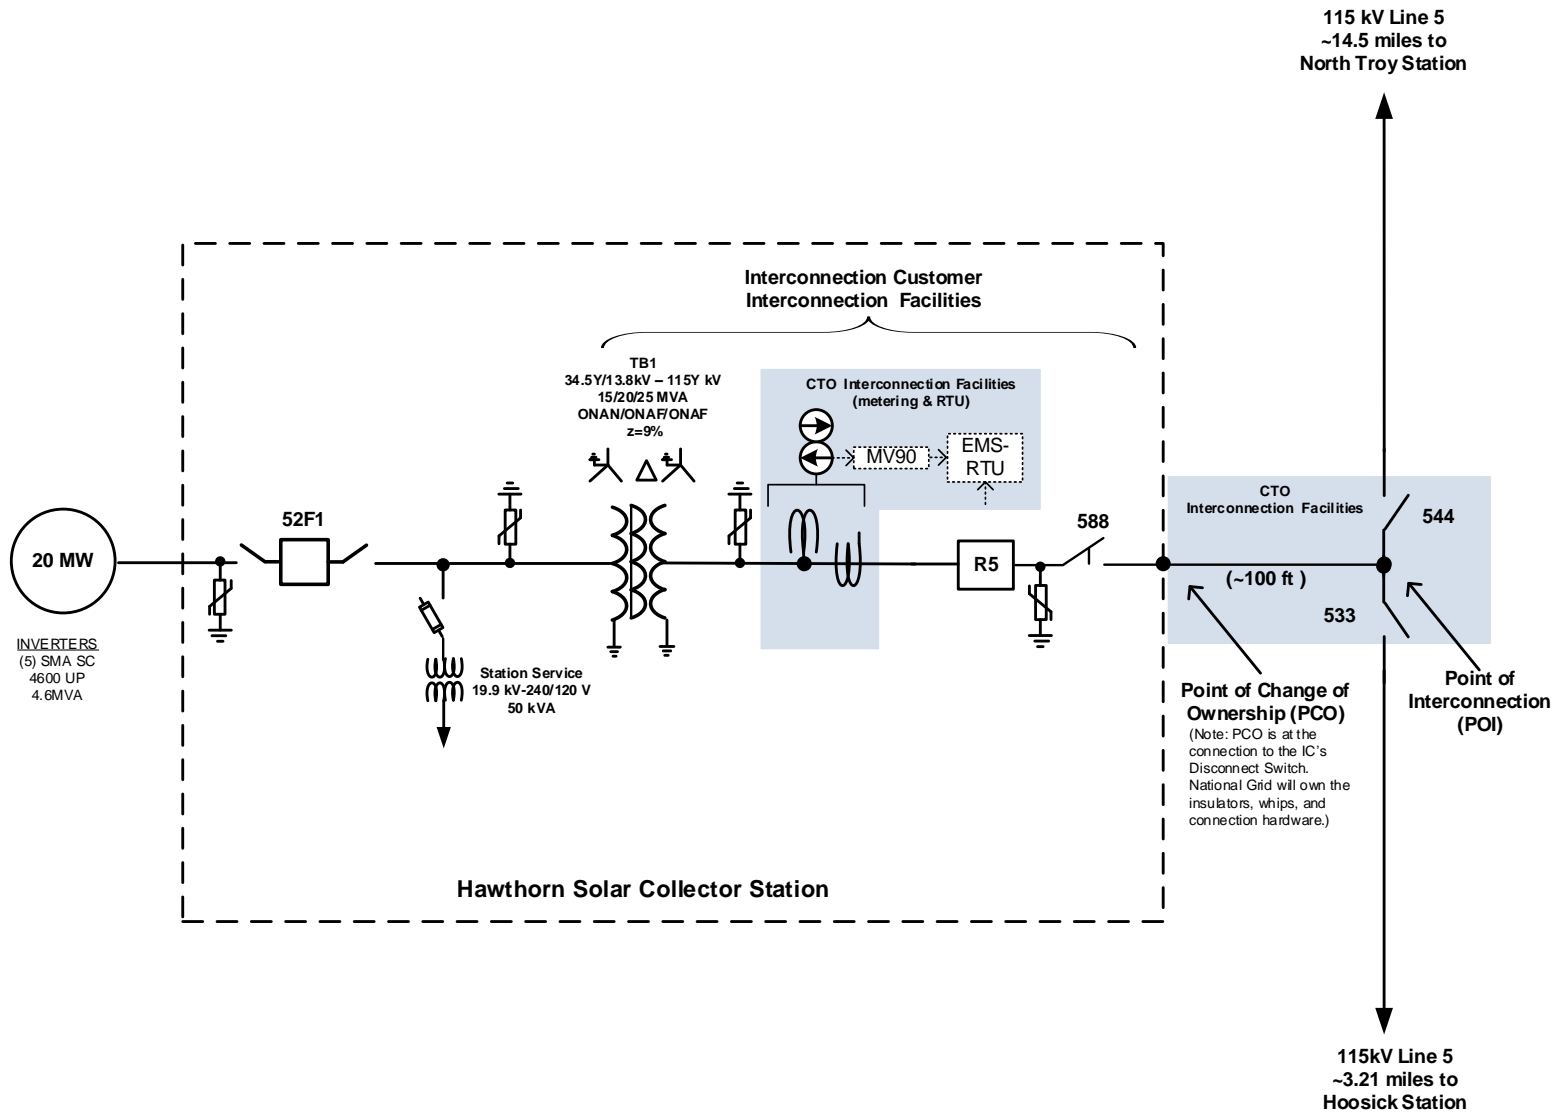 115 kV Line 5
~14.5 miles to
North Troy Station
Interconnection Customer
Interconnection Facilities
TB1
34.5Y/13.8kV – 115Y kV
15/20/25 MVA
ONAN/ONAF/ONAF
z=9%
CTO Interconnection Facilities
(metering & RTU)
MV90
EMS-
RTU
CTO
Interconnection Facilities
544
52F1
588
20 MW
R5
(~100 ft )
533
INVERTERS
(5) SMA SC
4600 UP
4.6MVA
Station Service
19.9 kV-240/120 V
50 kVA
Point of Change of
Ownership (PCO)
(Note: PCO is at the
connection to the IC's
Disconnect Switch.
National Grid will own the
insulators, whips, and
connection hardware.)
Point of
Interconnection
(POI)
Hawthorn Solar Collector Station
115kV Line 5
~3.21 miles to
Hoosick Station